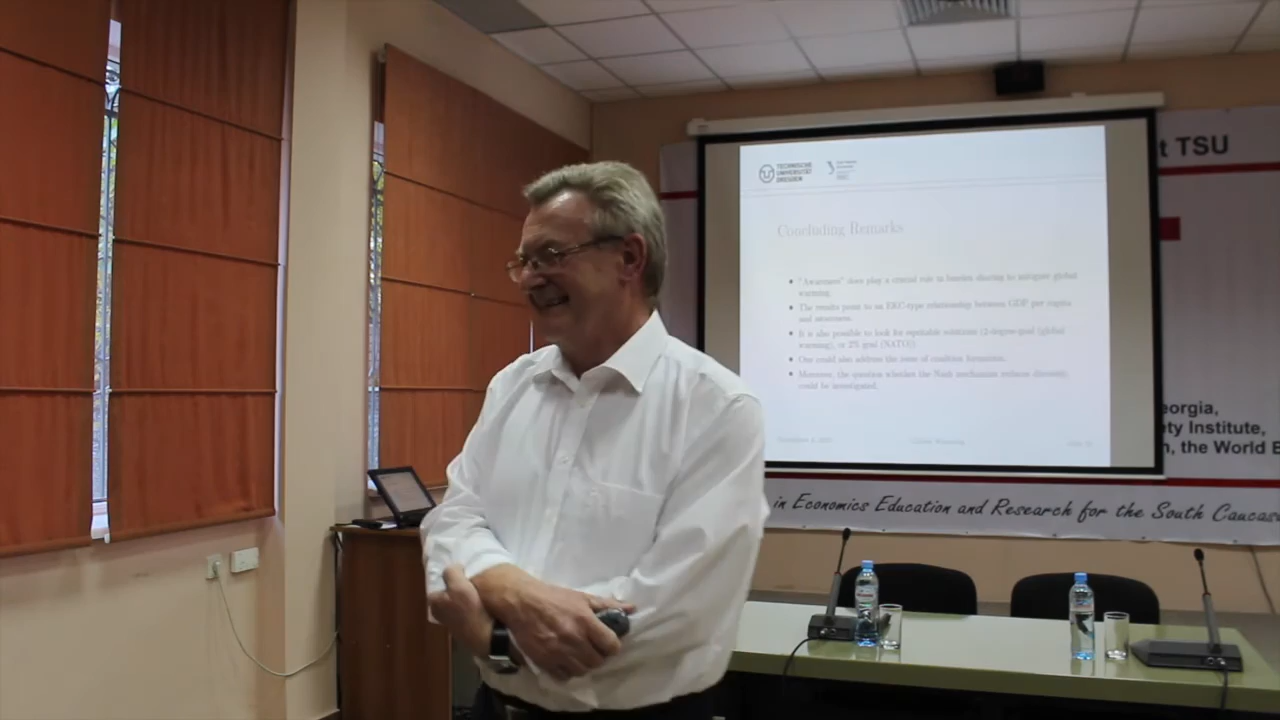 t TSU
TECHNISCHE
UNIVERSITÄT
DRESDEN
Concluding Remarks
• "Awareness" does play a crucial role in burden sharing to mitigate global
warming.
• The results point to an EKC-type relationship between GDP per capita
and awareness.
• It is also possible to look for equitable solutions (2-degree-goal (global
warming), or 2% goal (NATO))
• One could also address the issue of coalition formation.
• Moreover, the question whether the Nash mechanism reduces
could be investigated.
eorgia,
ety Institute,
n, the World B
in Economics Education and Research for the South Caucas